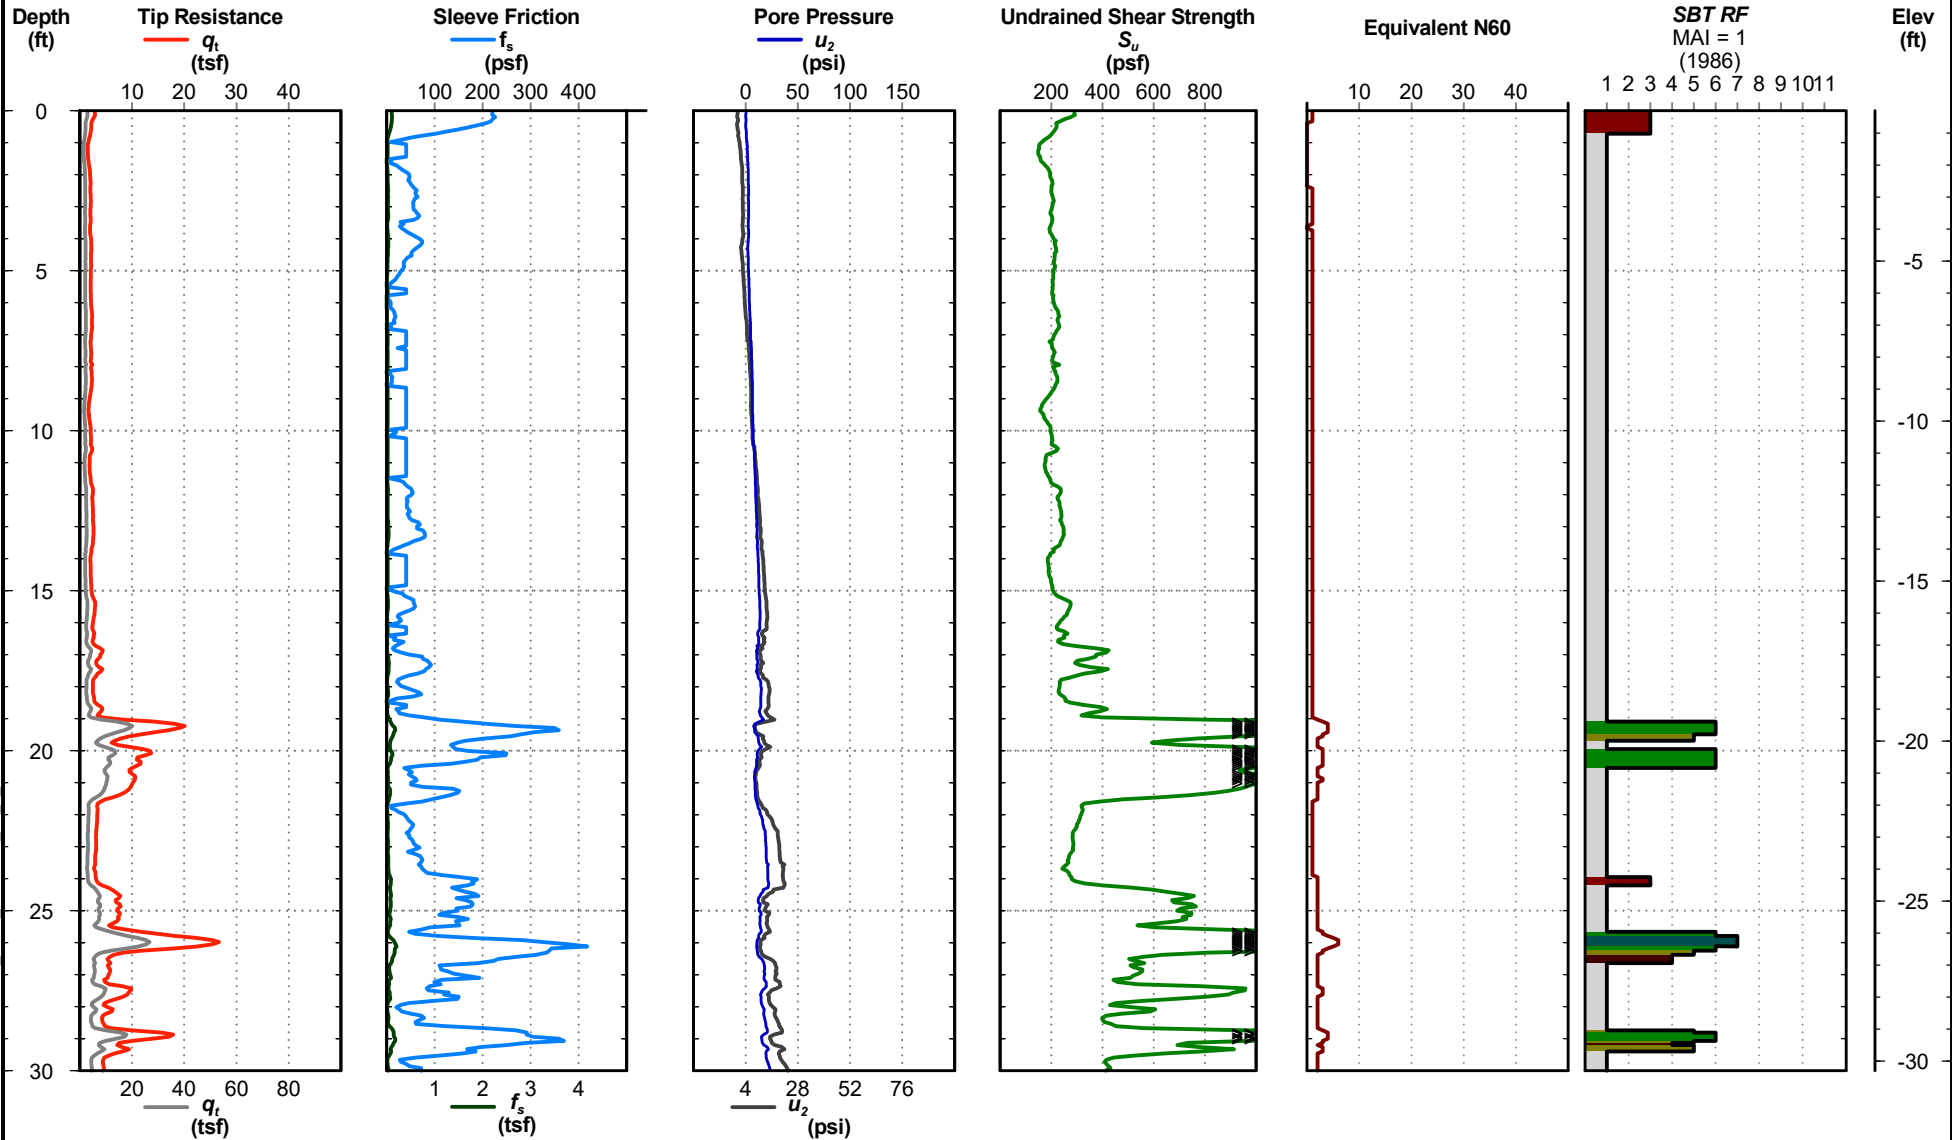 Depth
(ft)
Tip Resistance
qt
(tsf)
Sleeve Friction
fs
(psf)
Pore Pressure
u2
(psi)
Undrained Shear Strength
Su
(psf)
Equivalent N60
SBT RF
MAI = 1
(1986)
Elev
(ft)
10 20 30 40
100 200 300 400
0 50 100 150
200 400 600 800
10 20 30 40
1 2 3 4 5 6 7 8 9 10 11
0
5
10
15
20
25
30
-5
-10
-15
-20
-25
-30
20 40 60 80
1 2 3 4
4 28 52 76
qt
(tsf)
fs
(tsf)
u2
(psi)